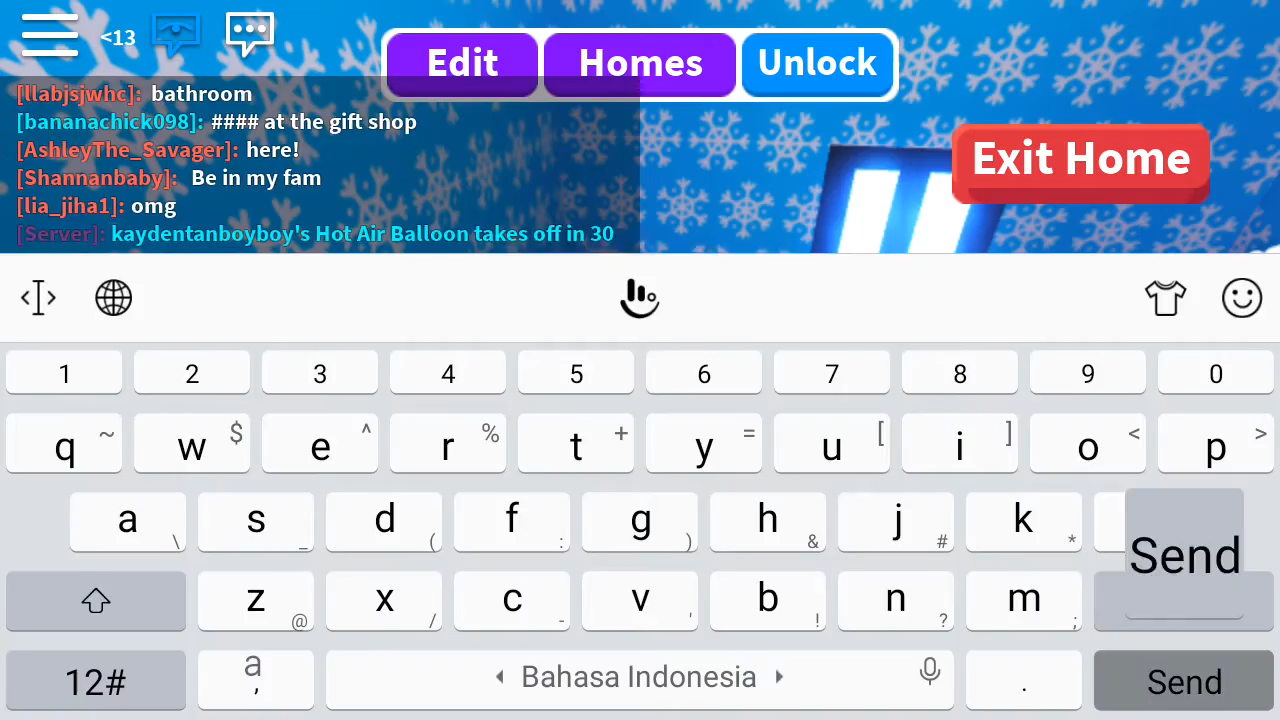 <13
Edit Homes Unlock
[llabjsjwhc]: bathroom
[bananachick098]: #### at the gift shop
[AshleyThe_Savager]: here!
[Shannanbaby]: Be in my fam
[lia_jiha1]: omg
[Server]: kaydentanboyboy's Hot Air Balloon takes off in 30
Exit Home
1 2 3 4 5 6 7 8 9 0
q ~ w $ e ^ r % t + y = u [ i ] o < p >
a \ s _ d ( f : g ) h & j # k *
Send
z @ x / c - v ' b ! n ? m ;
12# a , Bahasa Indonesia . Send